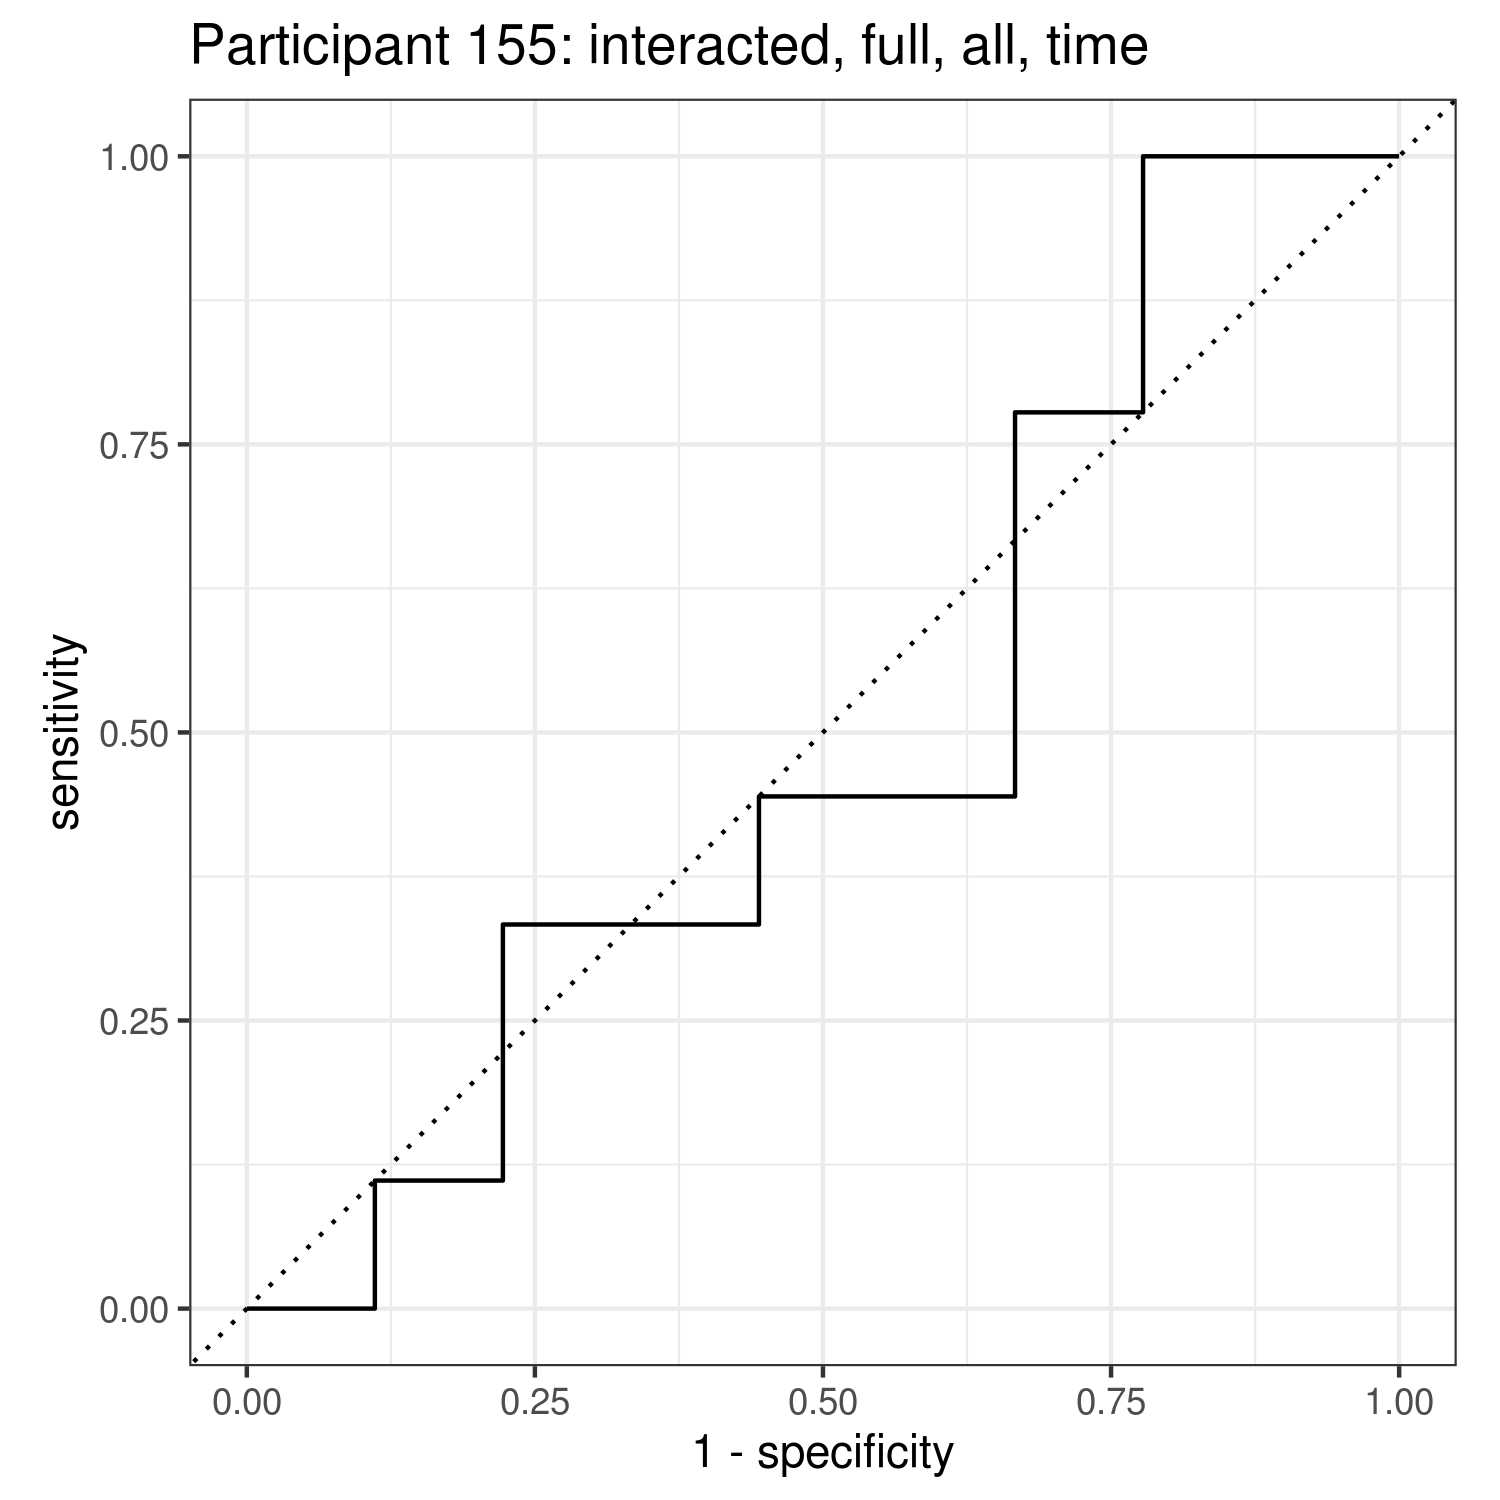 Participant 155: interacted, full, all, time
1.00
0.75
0.50
0.25
0.00
sensitivity
0.00 0.25 0.50 0.75 1.00
1 - specificity